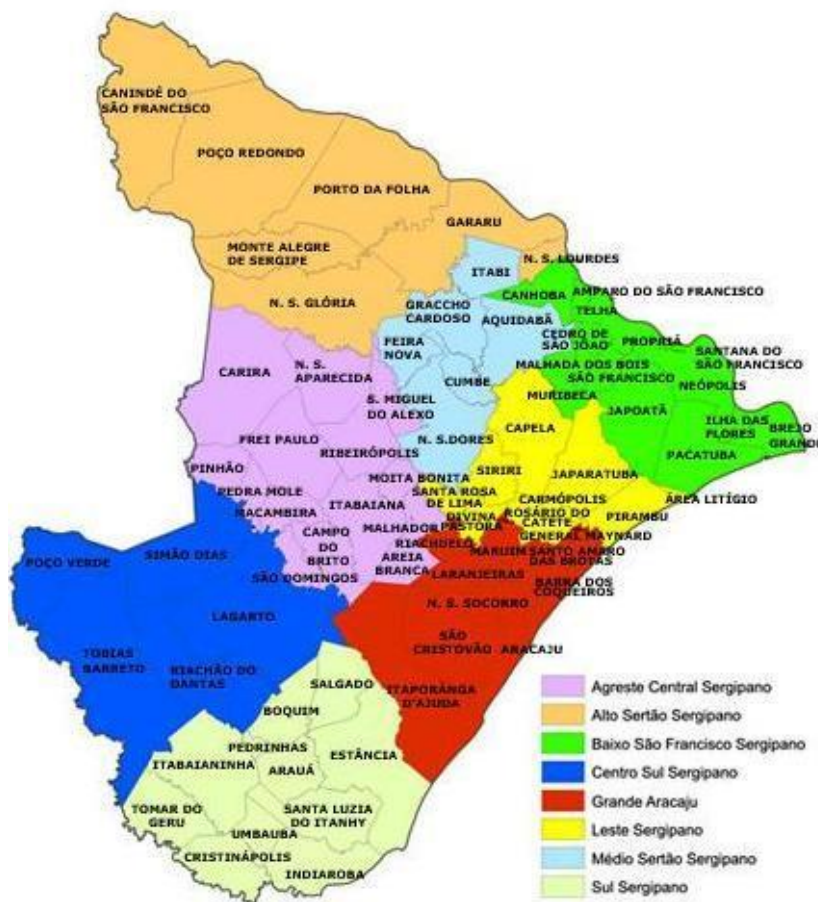 CANINDÉ DO
SÃO FRANCISCO
POÇO REDONDO
PORTO DA FOLHA
GARARU
MONTE ALEGRE
DE SERGIPE
N. S. LOURDES
ITABI
N. S. GLÓRIA
CANHOBA
AMPARO DO SÃO FRANCISCO
GRACCHO
CARDOSO
TELHA
AQUIDABÃ
CEDRO DE
SÃO JOÃO
PROPRIÁ
FEIRA
NOVA
SANTANA DO
SÃO FRANCISCO
CARIRA
N. S.
APARECIDA
MALHADA DOS BOIS
SÃO FRANCISCO
CUMBE
NEÓPOLIS
S. MIGUEL
DO ALEXO
MURIBECA
JAPOATÃ
ILHA DAS
FLORES
BREJO
GRANDE
CAPELA
FREI PAULO
N. S.DORES
RIBEIRÓPOLIS
PACATUBA
PINHÃO
SIRIRI
JAPARATUBA
MOITA BONITA
PEDRA MOLE
SANTA ROSA
DE LIMA
ITABAIANA
CARMÓPOLIS
ÁREA LITÍGIO
MACAMBIRA
ROSÁRIO DO
CATETE
PIRAMBU
DIVINA
PASTORA
MALHADOR
CAMPO
DO
BRITO
GENERAL MAYNARD
RIACHUELO
MARUIM
SANTO AMARO
DAS BROTAS
AREIA
BRANCA
POÇO VERDE
SIMÃO DIAS
LARANJEIRAS
SÃO DOMINGOS
BARRA DOS
COQUEIROS
N. S. SOCORRO
LAGARTO
SÃO
CRISTOVÃO
ARACAJU
TOBIAS
BARRETO
RIACHÃO DO
DANTAS
SALGADO
ITAPORANGA
D'AJUDA
BOQUIM
PEDRINHAS
ESTÂNCIA
ITABAIANINHA
ARAUÁ
TOMAR DO
GERU
SANTA LUZIA
DO ITANHY
UMBAUBA
CRISTINÁPOLIS
INDIAROBA
Agreste Central Sergipano
Alto Sertão Sergipano
Baixo São Francisco Sergipano
Centro Sul Sergipano
Grande Aracaju
Leste Sergipano
Médio Sertão Sergipano
Sul Sergipano